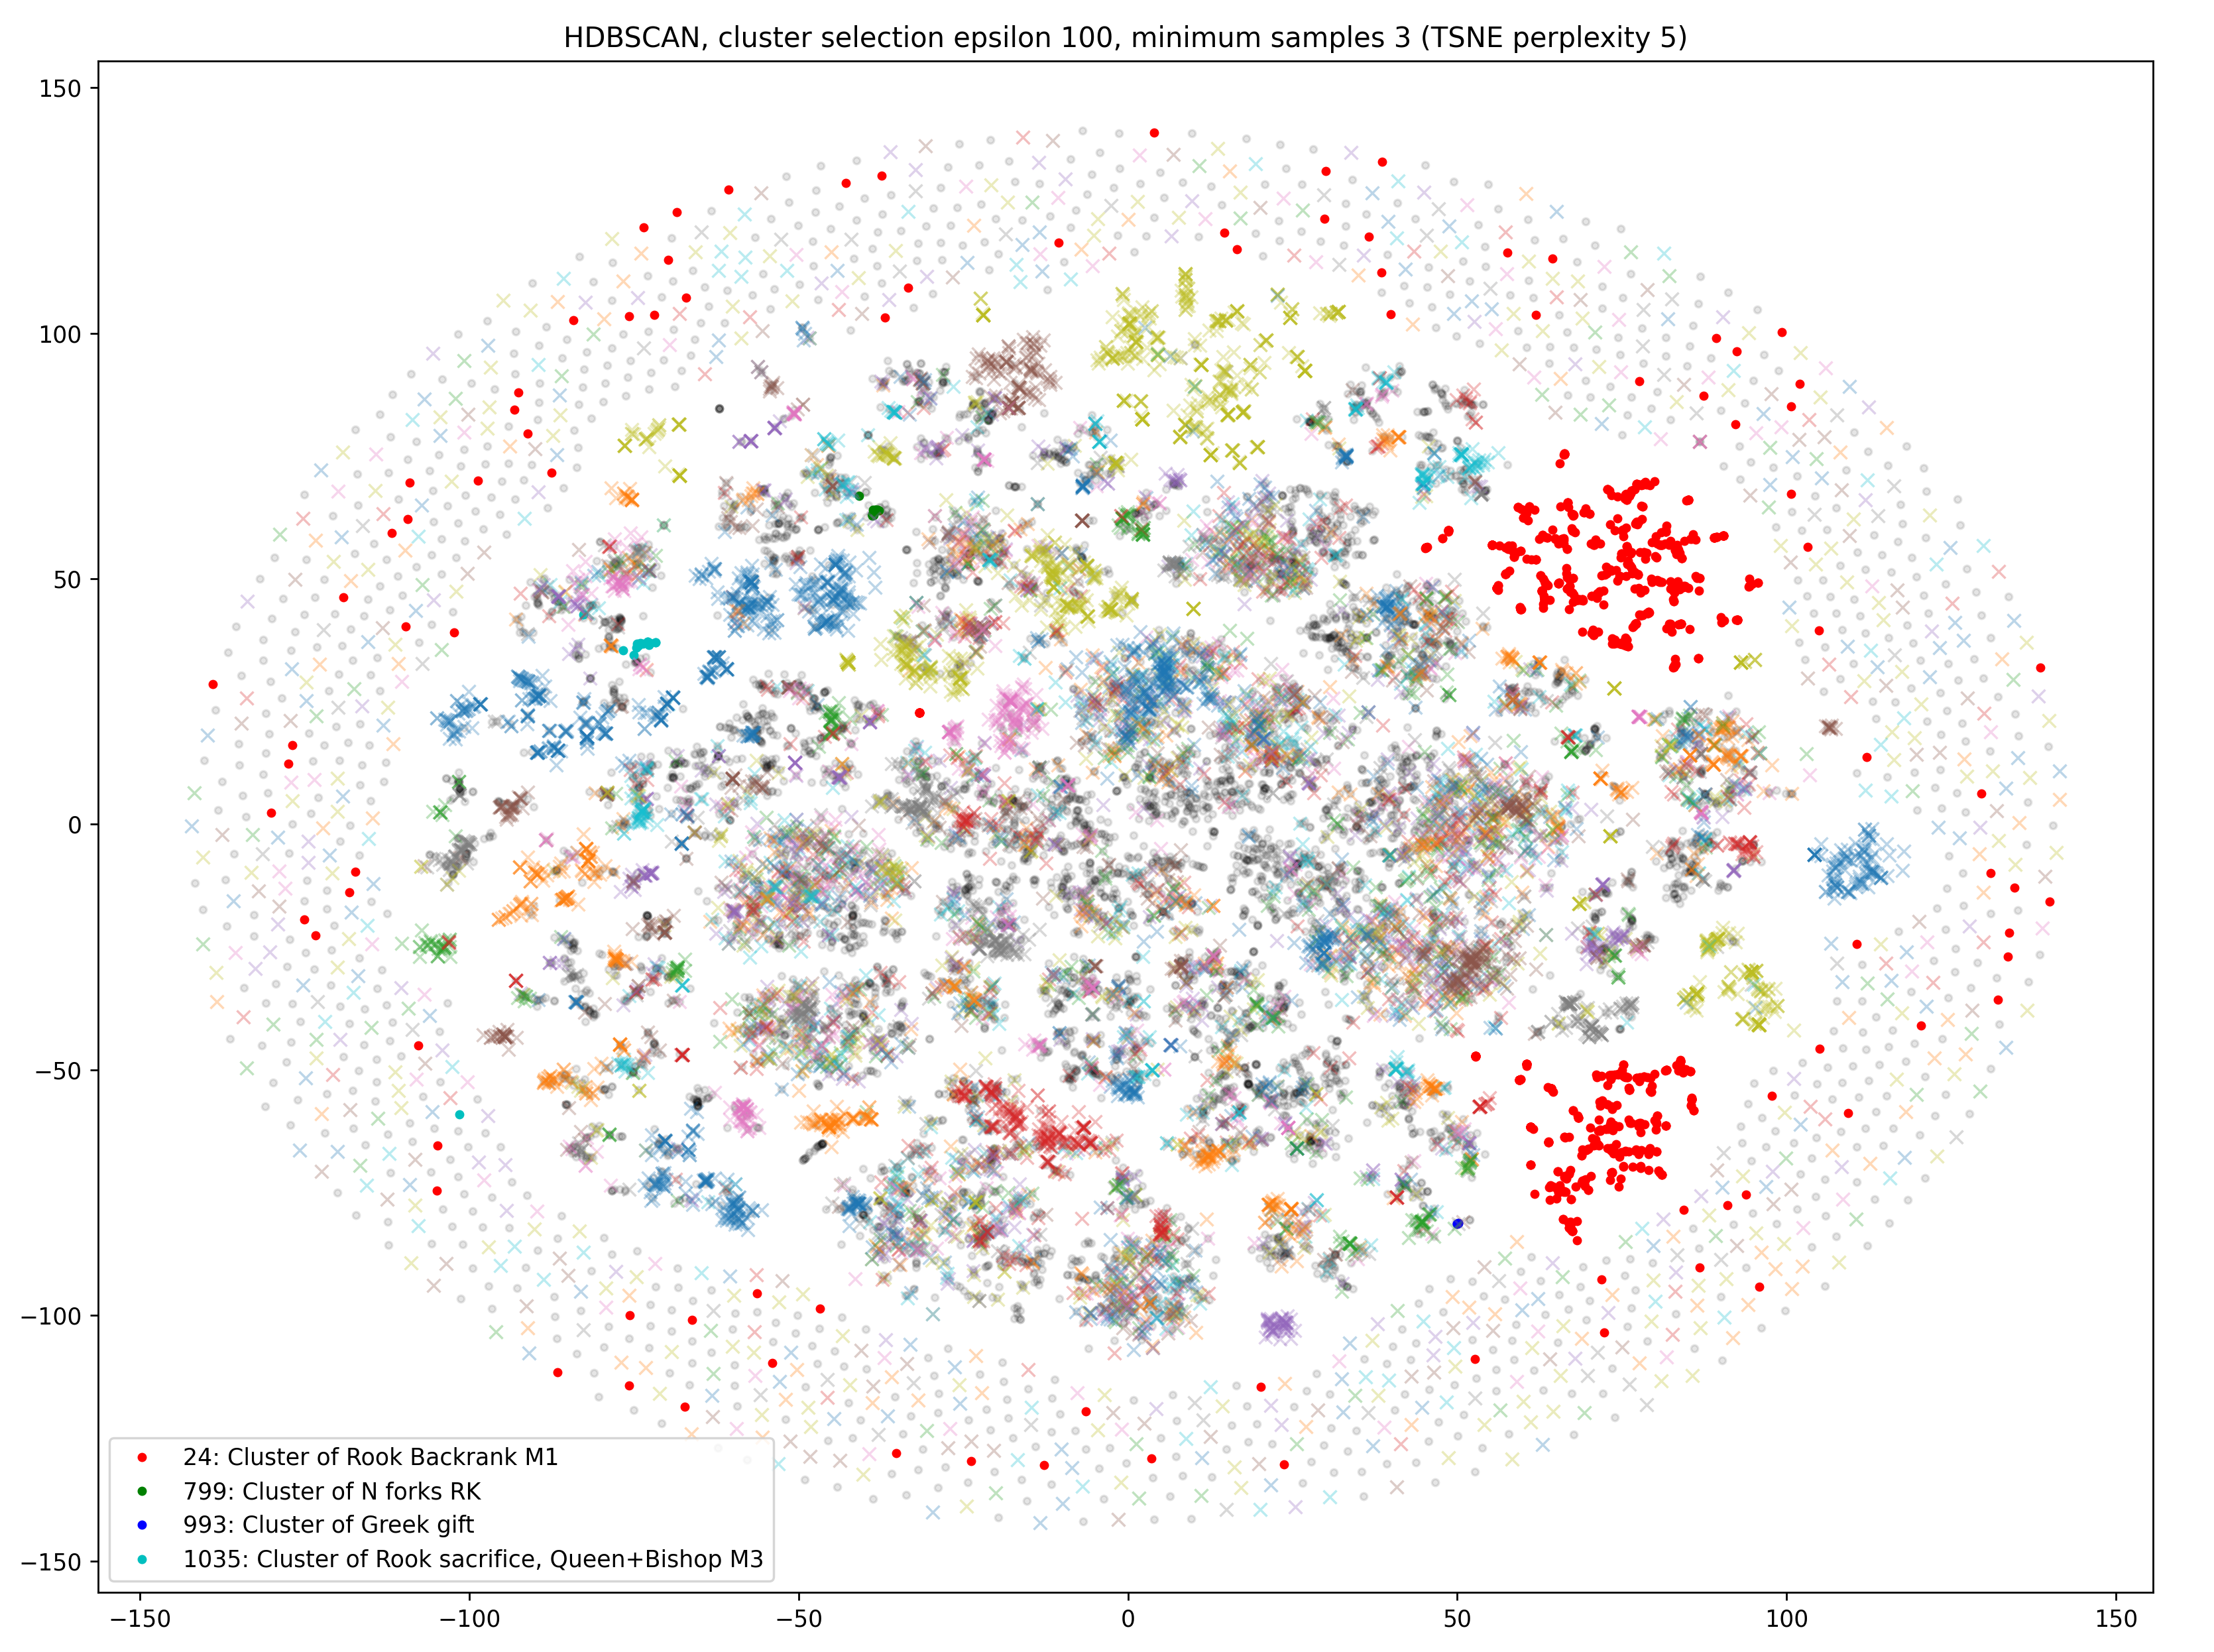 HDBSCAN, cluster selection epsilon 100, minimum samples 3 (TSNE perplexity 5)
150
100
50
0
−50
−100
−150
24: Cluster of Rook Backrank M1
799: Cluster of N forks RK
993: Cluster of Greek gift
1035: Cluster of Rook sacrifice, Queen+Bishop M3
−150 −100 −50 0 50 100 150